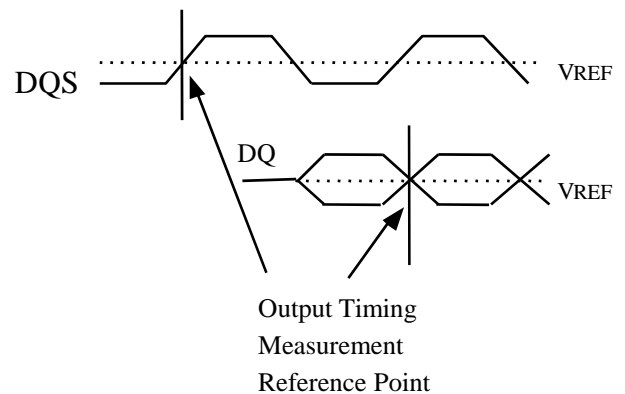 DQS
VREF
DQ
VREF
Output Timing
Measurement
Reference Point